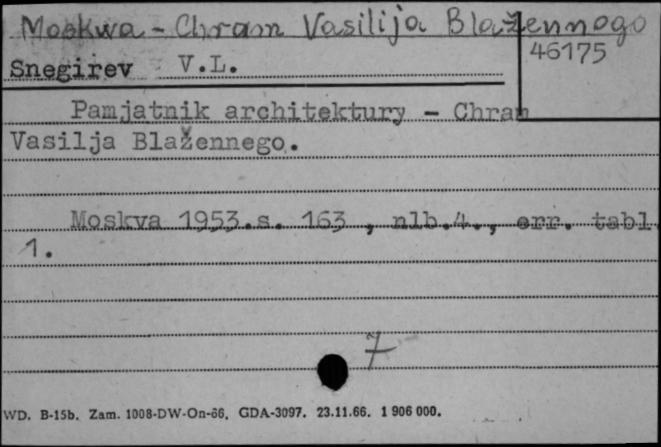 Moskwa - Chram Vasilija Blažennogo
46175
Snegirev V.L.
Pamjatnik architektury - Chram
Vasilja Blažennego.
Moskva 1953.s. 163 , nlb.4., err. tabl.
1.
7
WD. B-15b. Zam. 1008-DW-On-66. GDA-3097. 23.11.66. 1 906 000.